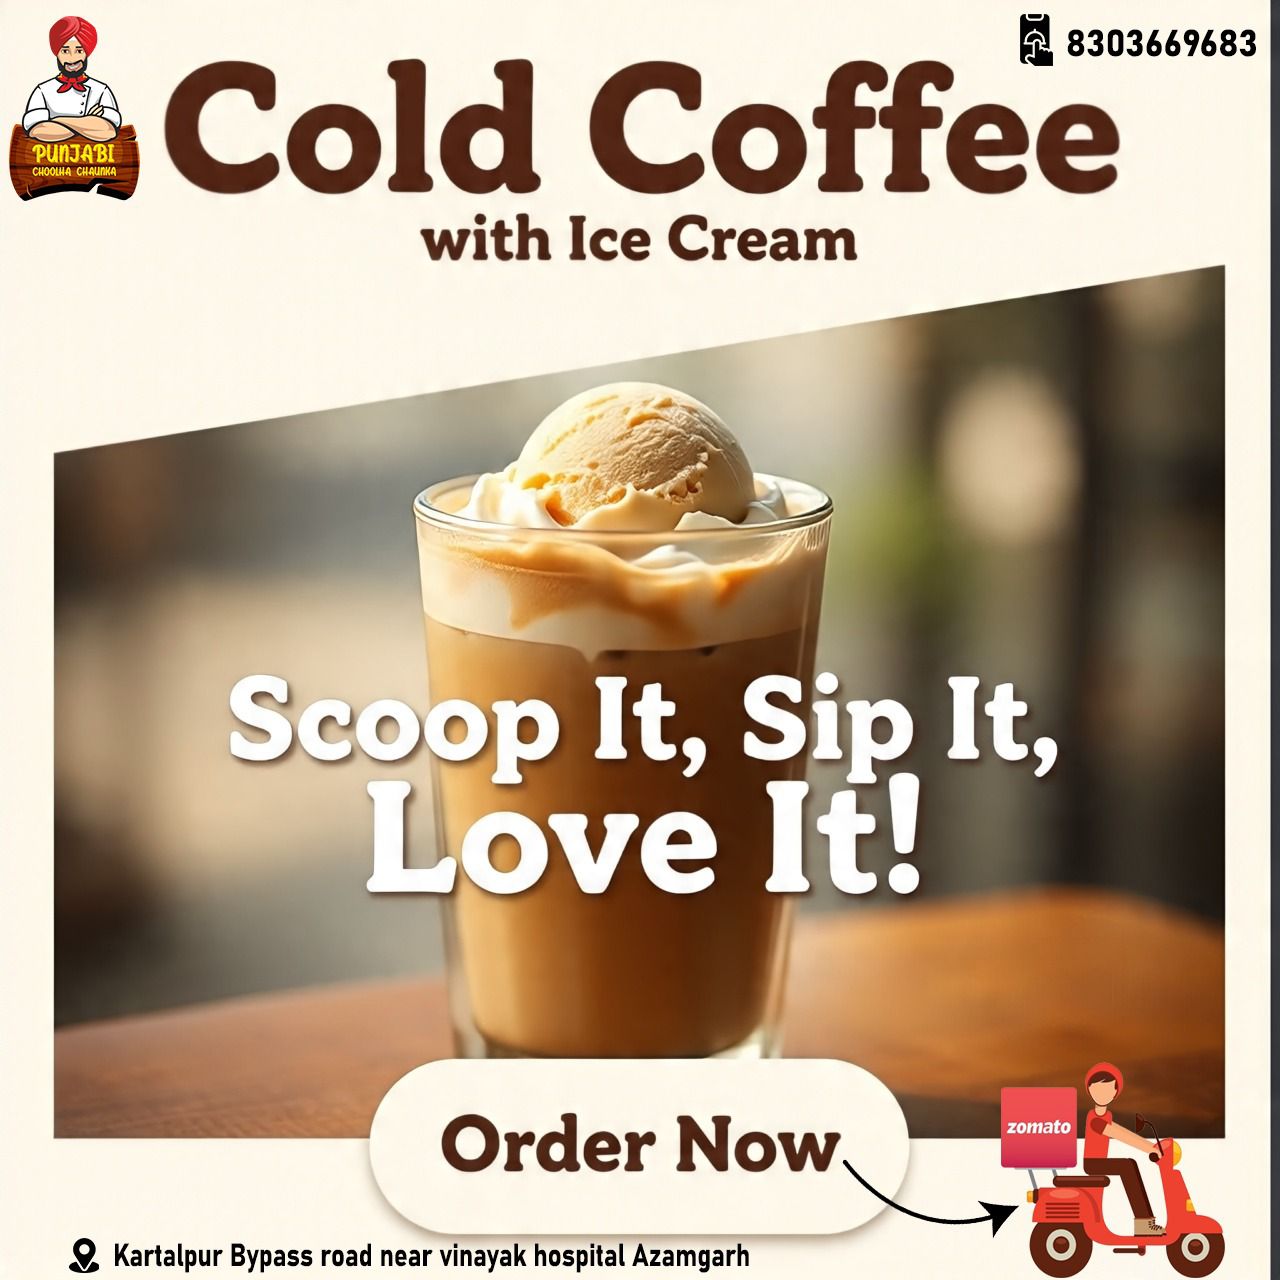 8303669683
PUNJABI
CHOOLHA CHAUNKA
Cold Coffee
with Ice Cream
Scoop It, Sip It,
Love It!
Order Now
zomato
Kartalpur Bypass road near vinayak hospital Azamgarh